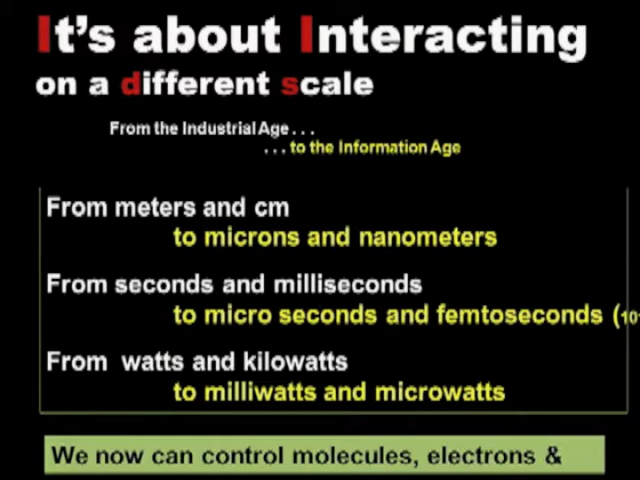 It's about Interacting
on a different scale
From the Industrial Age . . .
. . . to the Information Age
From meters and cm
to microns and nanometers
From seconds and milliseconds
to micro seconds and femtoseconds (10
From watts and kilowatts
to milliwatts and microwatts
We now can control molecules, electrons &